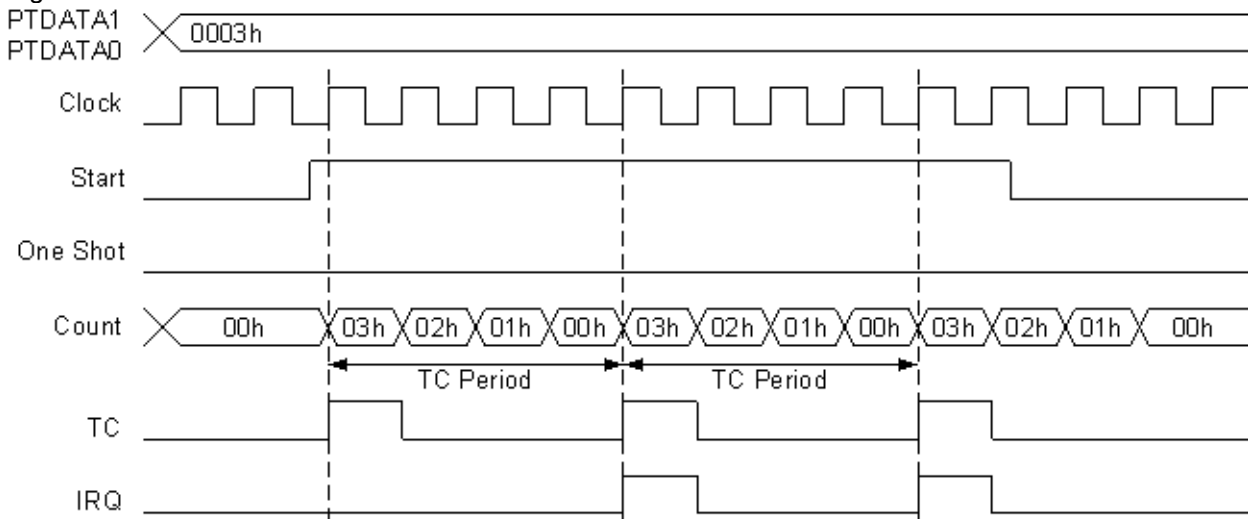 PTDATA1
PTDATA0
0003h
Clock
Start
One Shot
Count 00h 03h 02h 01h 00h 03h 02h 01h 00h 03h 02h 01h 00h
TC Period TC Period
TC
IRQ